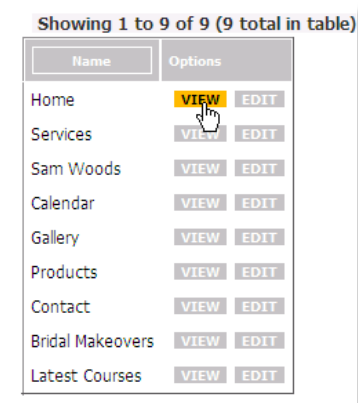 Showing 1 to 9 of 9 (9 total in table)
Name Options
Home VIEW EDIT
Services VIEW EDIT
Sam Woods VIEW EDIT
Calendar VIEW EDIT
Gallery VIEW EDIT
Products VIEW EDIT
Contact VIEW EDIT
Bridal Makeovers VIEW EDIT
Latest Courses VIEW EDIT